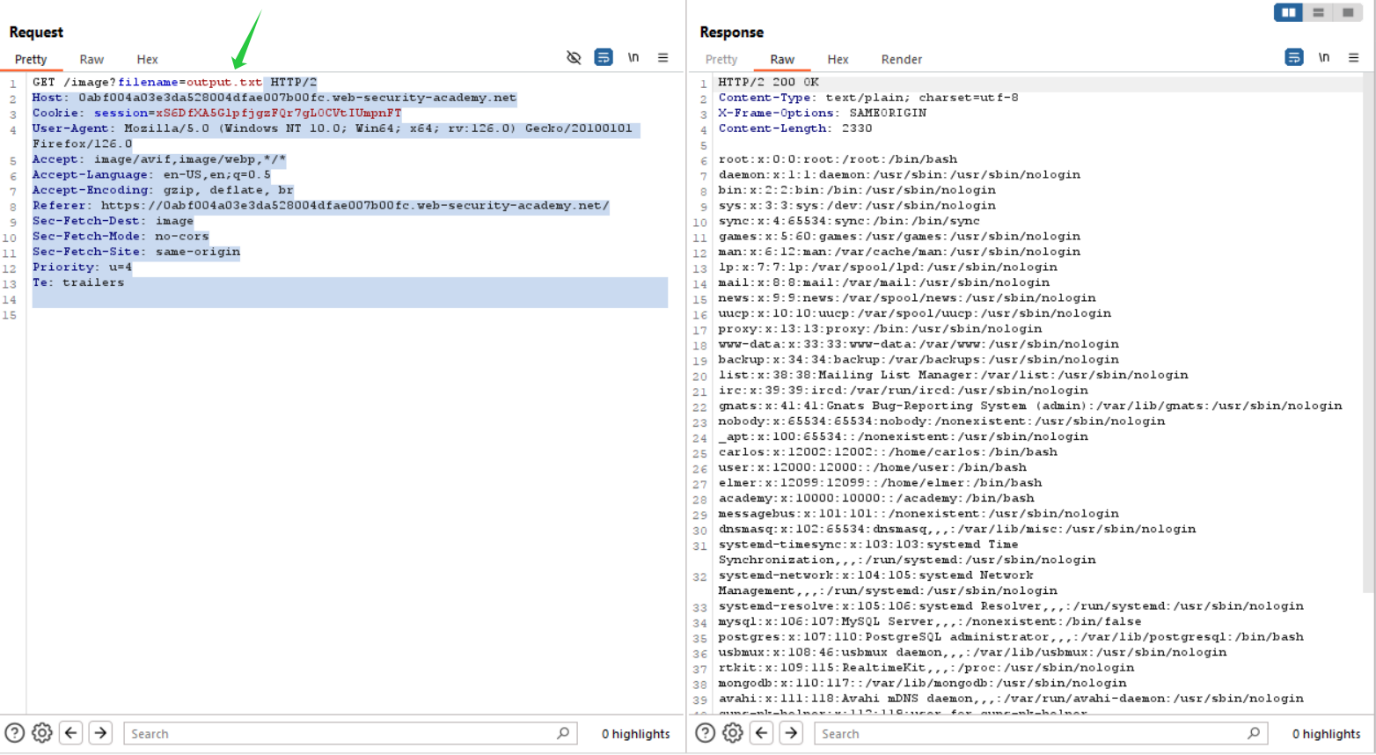 Request
Pretty Raw Hex \n
1 GET /image?filename=output.txt HTTP/2
2 Host: 0abf004a03e3da528004dfae007b00fc.web-security-academy.net
3 Cookie: session=xS6DfXA5GlpfjgzFQr7gLOCVtIUmpnFT
4 User-Agent: Mozilla/5.0 (Windows NT 10.0; Win64; x64; rv:126.0) Gecko/20100101
Firefox/126.0
5 Accept: image/avif,image/webp,*/*
6 Accept-Language: en-US,en;q=0.5
7 Accept-Encoding: gzip, deflate, br
8 Referer: https://0abf004a03e3da528004dfae007b00fc.web-security-academy.net/
9 Sec-Fetch-Dest: image
10 Sec-Fetch-Mode: no-cors
11 Sec-Fetch-Site: same-origin
12 Priority: u=4
13 Te: trailers
14
15
Search 0 highlights
Response
Pretty Raw Hex Render \n
1 HTTP/2 200 OK
2 Content-Type: text/plain; charset=utf-8
3 X-Frame-Options: SAMEORIGIN
4 Content-Length: 2330
5
6 root:x:0:0:root:/root:/bin/bash
7 daemon:x:1:1:daemon:/usr/sbin:/usr/sbin/nologin
8 bin:x:2:2:bin:/bin:/usr/sbin/nologin
9 sys:x:3:3:sys:/dev:/usr/sbin/nologin
10 sync:x:4:65534:sync:/bin:/bin/sync
11 games:x:5:60:games:/usr/games:/usr/sbin/nologin
12 man:x:6:12:man:/var/cache/man:/usr/sbin/nologin
13 lp:x:7:7:lp:/var/spool/lpd:/usr/sbin/nologin
14 mail:x:8:8:mail:/var/mail:/usr/sbin/nologin
15 news:x:9:9:news:/var/spool/news:/usr/sbin/nologin
16 uucp:x:10:10:uucp:/var/spool/uucp:/usr/sbin/nologin
17 proxy:x:13:13:proxy:/bin:/usr/sbin/nologin
18 www-data:x:33:33:www-data:/var/www:/usr/sbin/nologin
19 backup:x:34:34:backup:/var/backups:/usr/sbin/nologin
20 list:x:38:38:Mailing List Manager:/var/list:/usr/sbin/nologin
21 irc:x:39:39:ircd:/var/run/ircd:/usr/sbin/nologin
22 gnats:x:41:41:Gnats Bug-Reporting System (admin):/var/lib/gnats:/usr/sbin/nologin
23 nobody:x:65534:65534:nobody:/nonexistent:/usr/sbin/nologin
24 _apt:x:100:65534::/nonexistent:/usr/sbin/nologin
25 carlos:x:12002:12002::/home/carlos:/bin/bash
26 user:x:12000:12000::/home/user:/bin/bash
27 elmer:x:12099:12099::/home/elmer:/bin/bash
28 academy:x:10000:10000::/academy:/bin/bash
29 messagebus:x:101:101::/nonexistent:/usr/sbin/nologin
30 dnsmasq:x:102:65534:dnsmasq,,,:/var/lib/misc:/usr/sbin/nologin
31 systemd-timesync:x:103:103:systemd Time
Synchronization,,,:/run/systemd:/usr/sbin/nologin
32 systemd-network:x:104:105:systemd Network
Management,,,:/run/systemd:/usr/sbin/nologin
33 systemd-resolve:x:105:106:systemd Resolver,,,:/run/systemd:/usr/sbin/nologin
34 mysql:x:106:107:MySQL Server,,,:/nonexistent:/bin/false
35 postgres:x:107:110:PostgreSQL administrator,,,:/var/lib/postgresql:/bin/bash
36 usbmux:x:108:46:usbmux daemon,,,:/var/lib/usbmux:/usr/sbin/nologin
37 rtkit:x:109:115:RealtimeKit,,,:/proc:/usr/sbin/nologin
38 mongodb:x:110:117::/var/lib/mongodb:/usr/sbin/nologin
39 avahi:x:111:118:Avahi mDNS daemon,,,:/var/run/avahi-daemon:/usr/sbin/nologin
Search 0 highlights